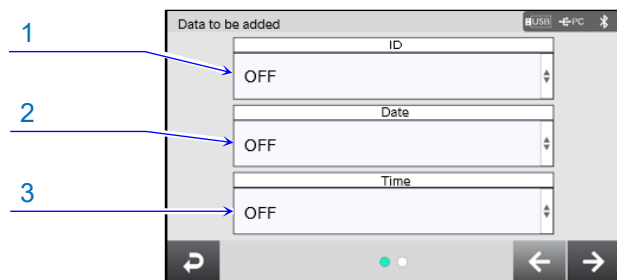 Data to be added
USB PC
1
ID
OFF
2
Date
OFF
3
Time
OFF